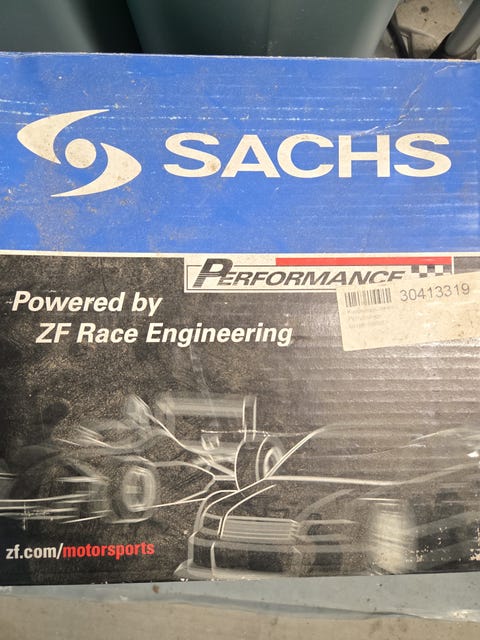 SACHS
PERFORMANCE
30413319
Powered by
ZF Race Engineering
zf.com/motorsports